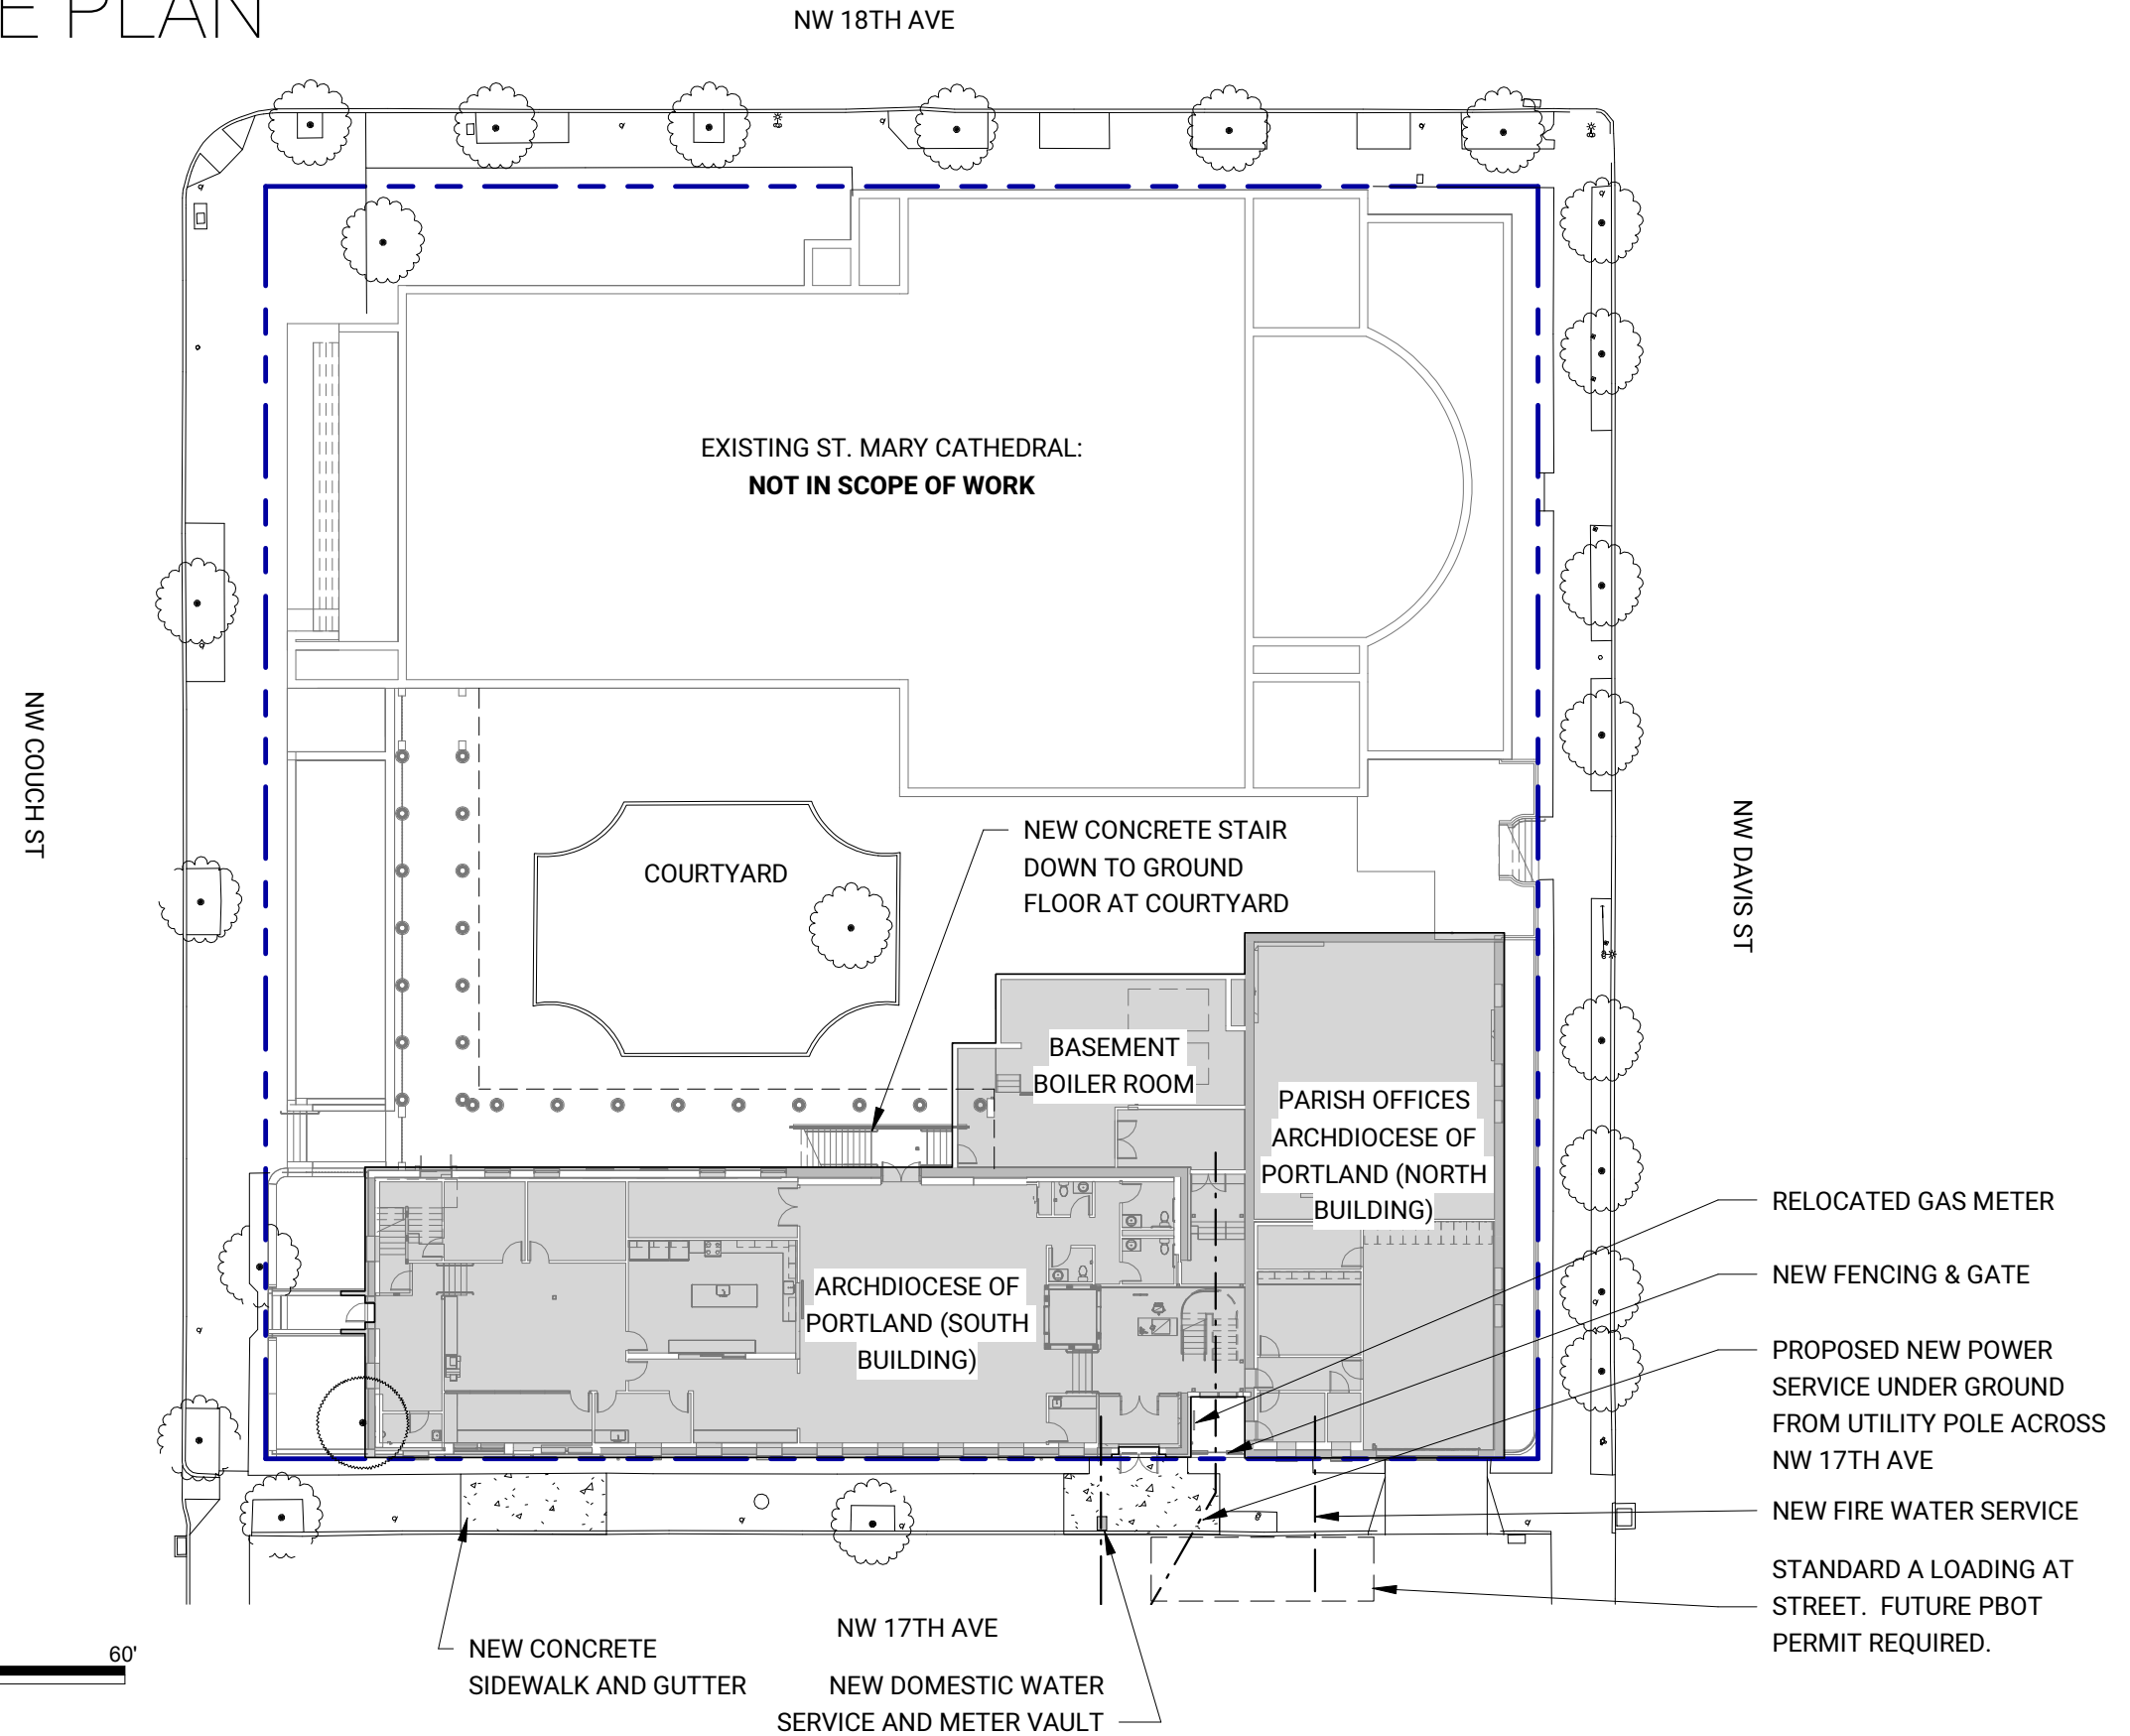 E PLAN
NW 18TH AVE
EXISTING ST. MARY CATHEDRAL:
NOT IN SCOPE OF WORK
NW COUCH ST
NW DAVIS ST
COURTYARD
NEW CONCRETE STAIR
DOWN TO GROUND
FLOOR AT COURTYARD
BASEMENT
BOILER ROOM
PARISH OFFICES
ARCHDIOCESE OF
PORTLAND (NORTH
BUILDING)
ARCHDIOCESE OF
PORTLAND (SOUTH
BUILDING)
RELOCATED GAS METER
NEW FENCING & GATE
PROPOSED NEW POWER
SERVICE UNDER GROUND
FROM UTILITY POLE ACROSS
NW 17TH AVE
NEW FIRE WATER SERVICE
STANDARD A LOADING AT
STREET. FUTURE PBOT
PERMIT REQUIRED.
NW 17TH AVE
NEW CONCRETE
SIDEWALK AND GUTTER
NEW DOMESTIC WATER
SERVICE AND METER VAULT
60'